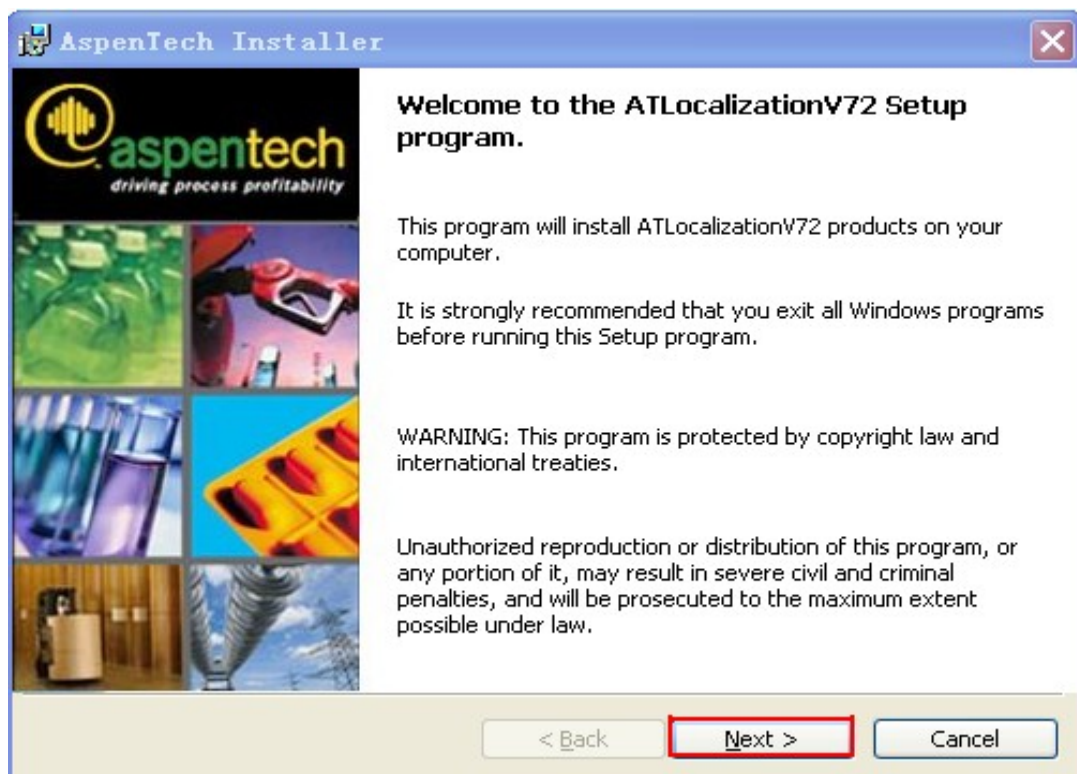 AspenTech Installer
aspentech
driving process profitability
Welcome to the ATLocalizationV72 Setup
program.
This program will install ATLocalizationV72 products on your
computer.
It is strongly recommended that you exit all Windows programs
before running this Setup program.
WARNING: This program is protected by copyright law and
international treaties.
Unauthorized reproduction or distribution of this program, or
any portion of it, may result in severe civil and criminal
penalties, and will be prosecuted to the maximum extent
possible under law.
< Back
Next >
Cancel